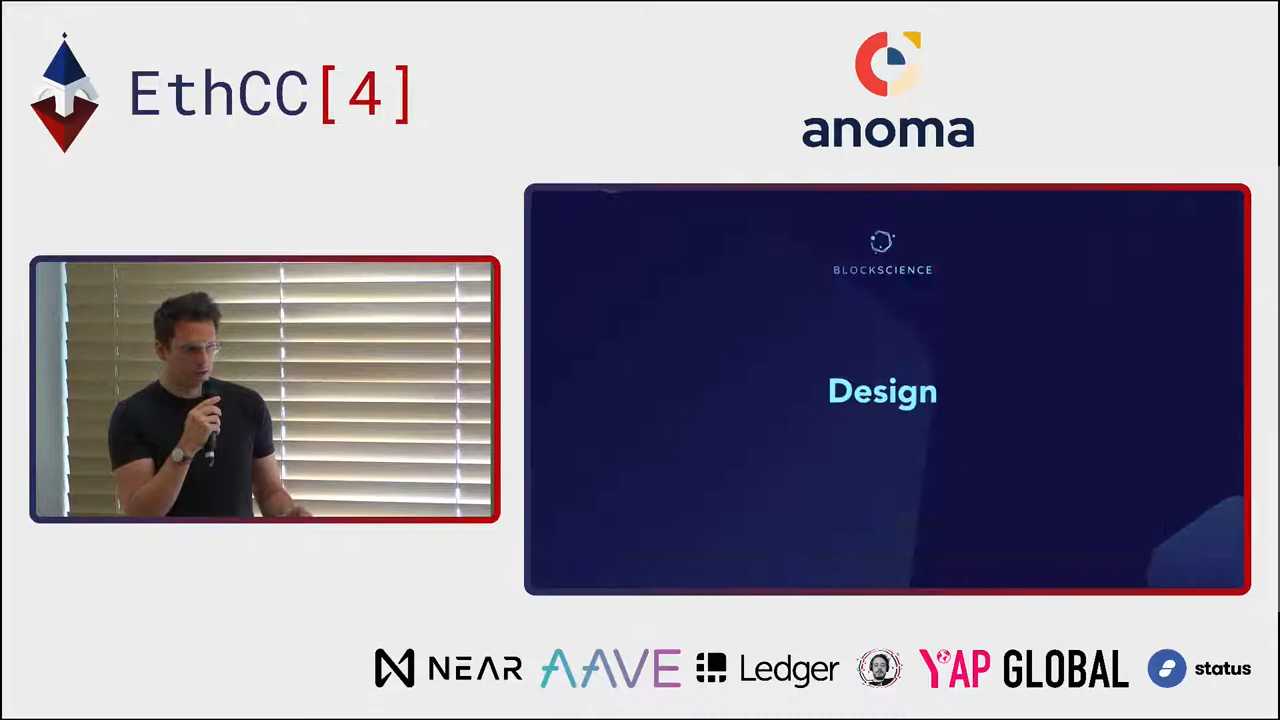 EthCC[4]
anoma
BLOCKSCIENCE
Design
NEAR
AAVE
Ledger
YAP GLOBAL
status